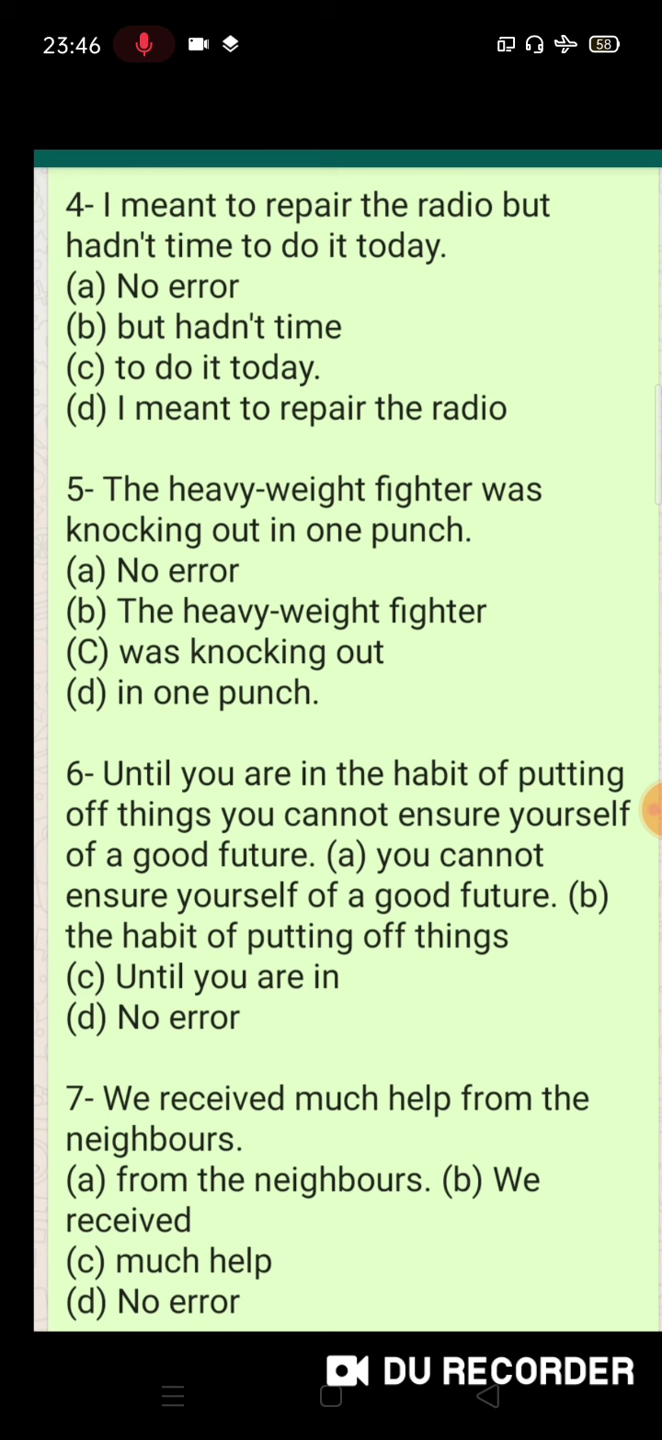 23:46
58
4- I meant to repair the radio but
hadn't time to do it today.
(a) No error
(b) but hadn't time
(c) to do it today.
(d) I meant to repair the radio
5- The heavy-weight fighter was
knocking out in one punch.
(a) No error
(b) The heavy-weight fighter
(C) was knocking out
(d) in one punch.
6- Until you are in the habit of putting
off things you cannot ensure yourself
of a good future. (a) you cannot
ensure yourself of a good future. (b)
the habit of putting off things
(c) Until you are in
(d) No error
7- We received much help from the
neighbours.
(a) from the neighbours. (b) We
received
(c) much help
(d) No error
DU RECORDER